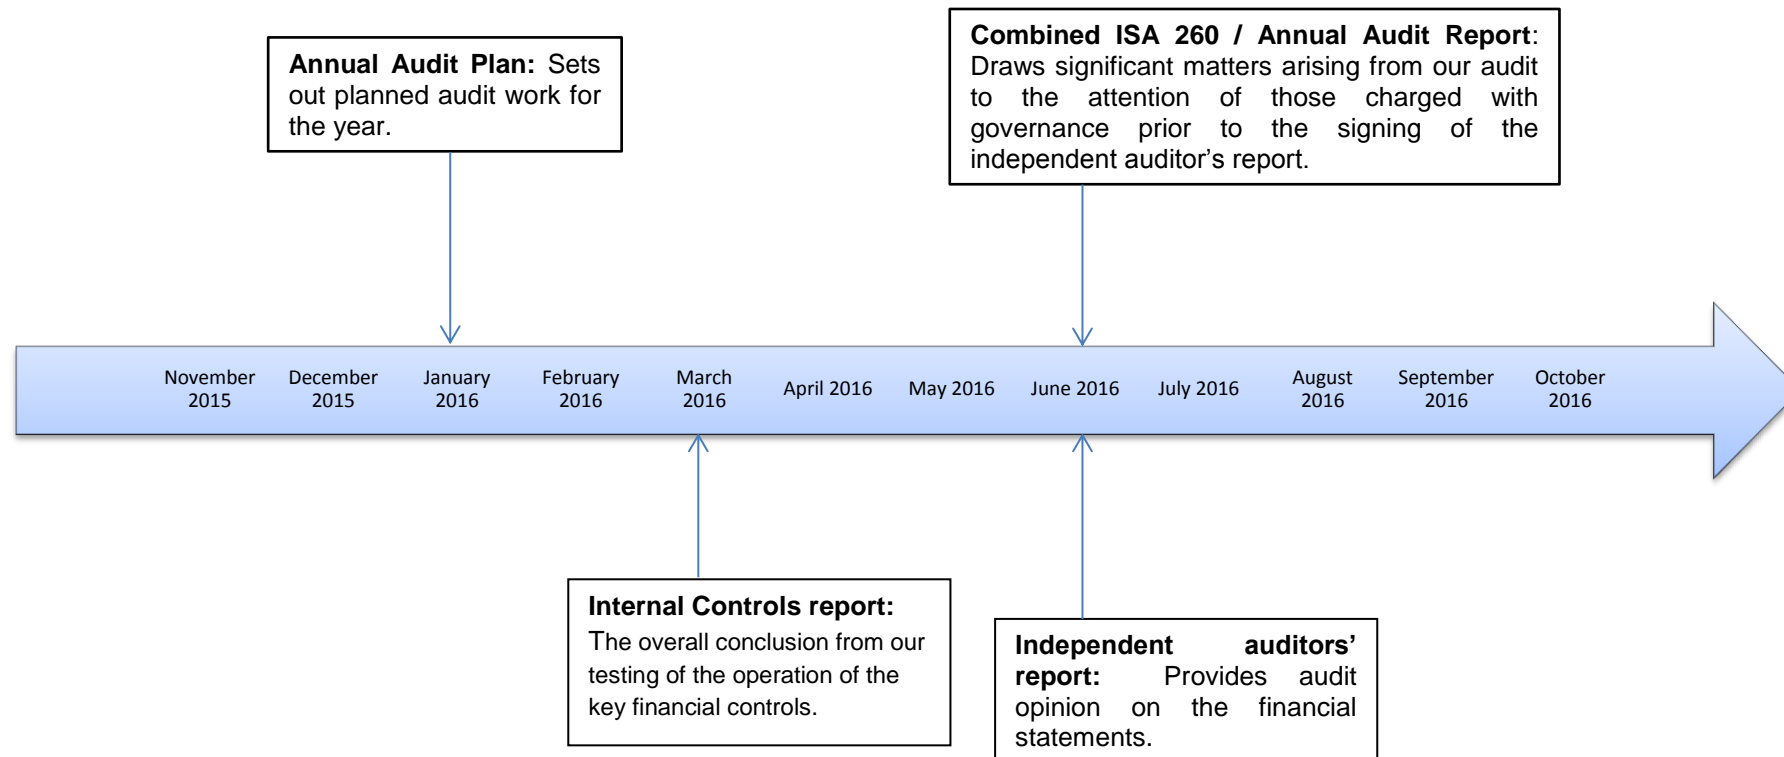 Annual Audit Plan: Sets
out planned audit work for
the year.
Combined ISA 260 / Annual Audit Report:
Draws significant matters arising from our audit
to the attention of those charged with
governance prior to the signing of the
independent auditor’s report.
November
2015
December
2015
January
2016
February
2016
March
2016
April 2016
May 2016
June 2016
July 2016
August
2016
September
2016
October
2016
Internal Controls report:
The overall conclusion from our
testing of the operation of the
key financial controls.
Independent auditors’
report: Provides audit
opinion on the financial
statements.